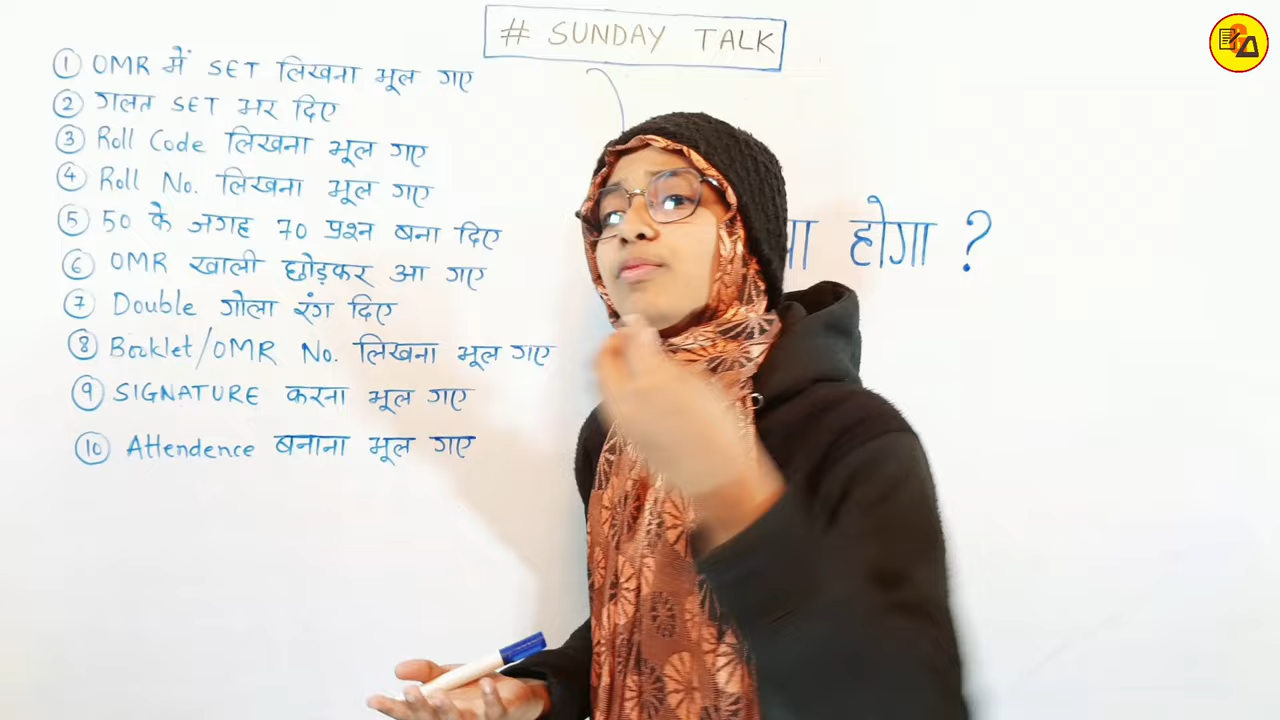 # SUNDAY TALK
① OMR में SET लिखना भूल गए
② गलत SET भर दिए
③ Roll Code लिखना भूल गए
④ Roll No. लिखना भूल गए
⑤ 50 के जगह 70 प्रश्न बना दिए
⑥ OMR खाली छोड़कर आ गए
⑦ Double गोला रंग दिए
⑧ Booklet/OMR No. लिखना भूल गए
⑨ SIGNATURE करना भूल गए
⑩ Attendence बनाना भूल गए
होगा ?